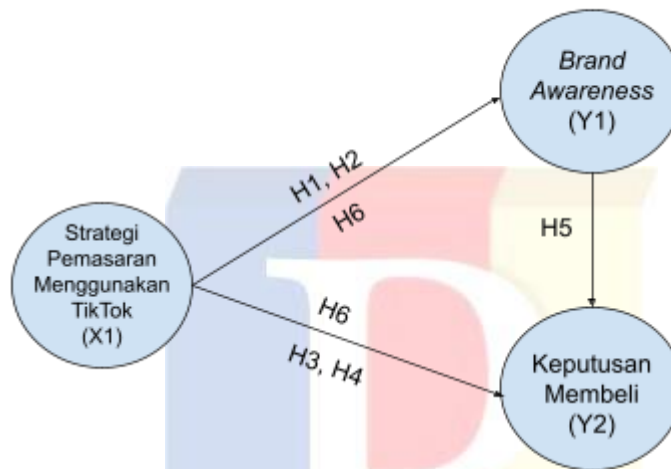 Brand
Awareness
(Y1)
H1, H2
H6
Strategi
Pemasaran
Menggunakan
TikTok
(X1)
H5
H6
H3, H4
Keputusan
Membeli
(Y2)